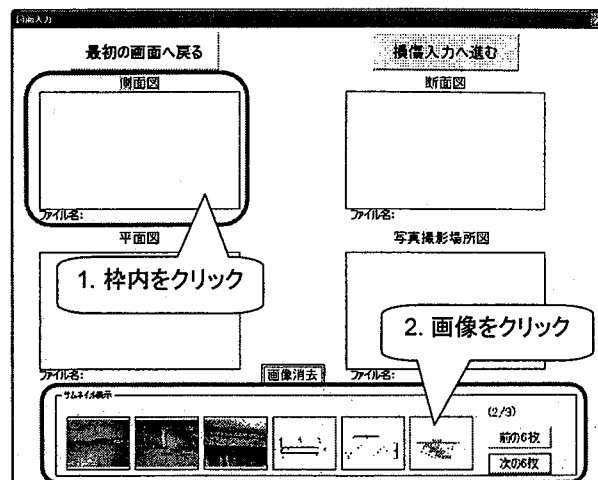 図面入力
最初の画面へ戻る
損傷入力へ進む
側面図
断面図
ファイル名:
ファイル名:
平面図
写真撮影場所図
1. 枠内をクリック
2. 画像をクリック
ファイル名:
画像消去
ファイル名:
サムネイル表示
(2/3)
前の6枚
次の6枚